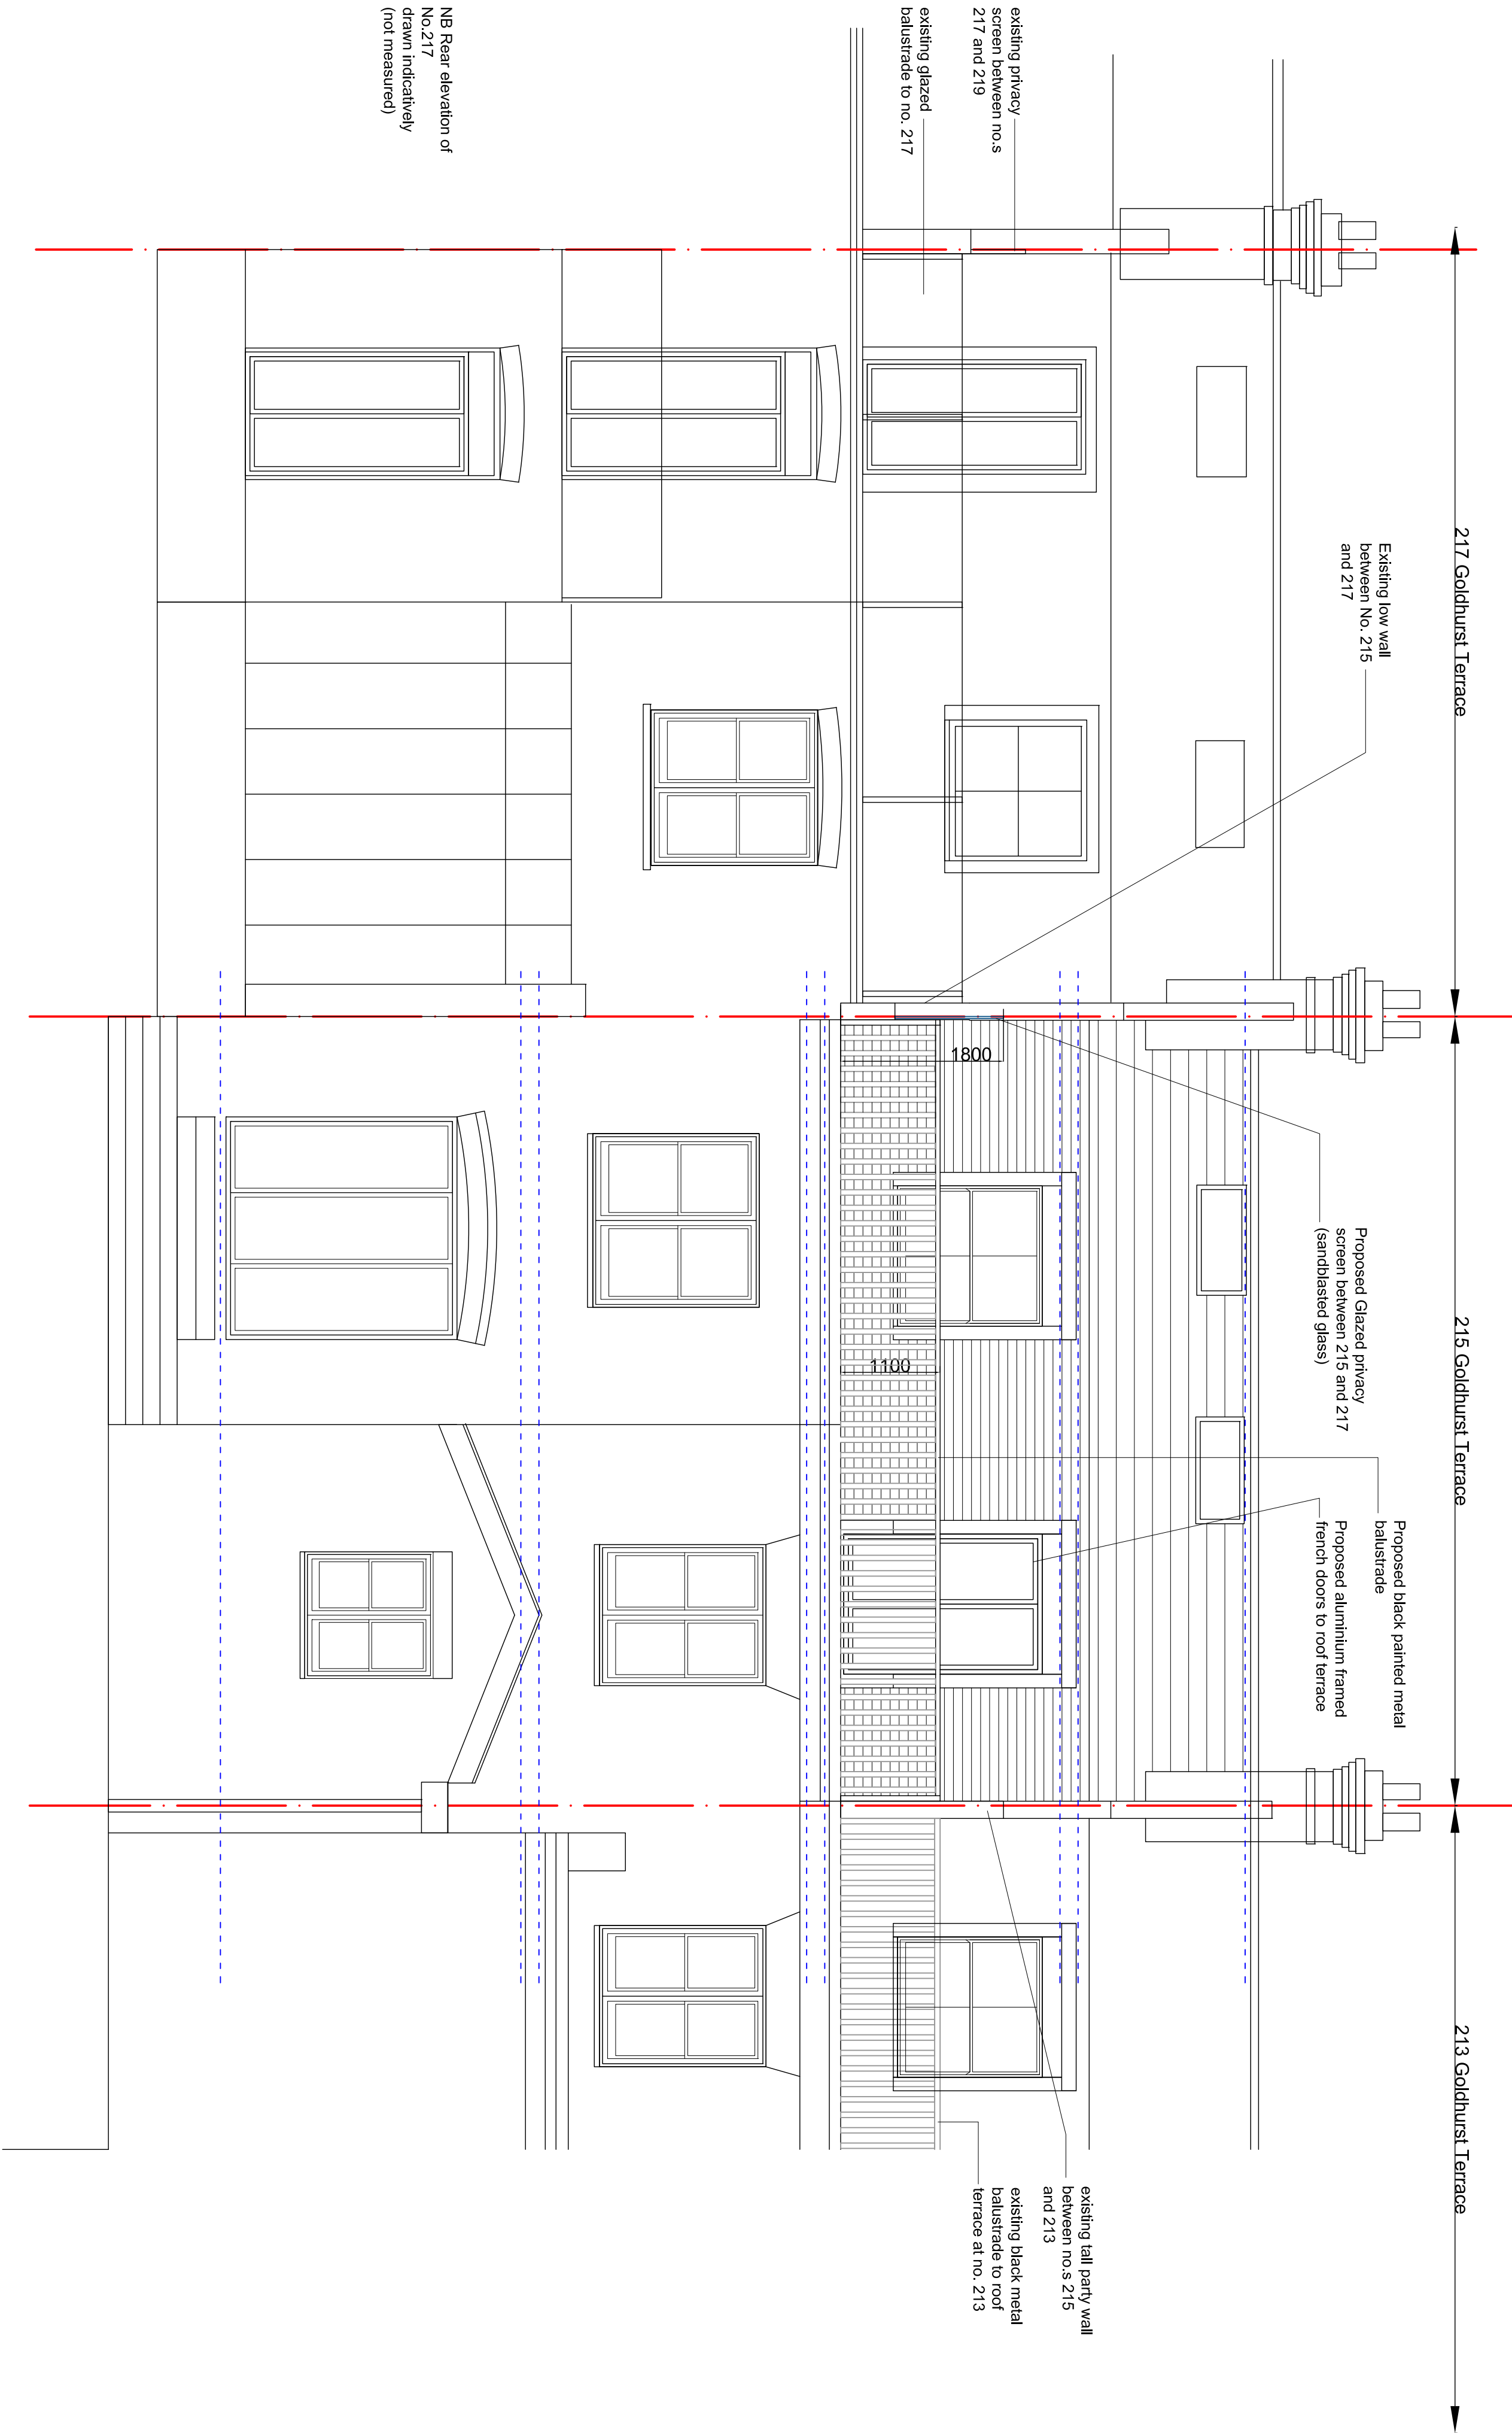 217 Goldhurst Terrace
215 Goldhurst Terrace
213 Goldhurst Terrace
Existing low wall
between No. 215
and 217
Proposed Glazed privacy
screen between 215 and 217
(sandblasted glass)
Proposed black painted metal
balustrade
Proposed aluminium framed
french doors to roof terrace
existing privacy
screen between no.s
217 and 219
existing glazed
balustrade to no. 217
1800
1100
existing tall party wall
between no.s 215
and 213
existing black metal
balustrade to roof
terrace at no. 213
NB Rear elevation of
No.217
drawn indicatively
(not measured)